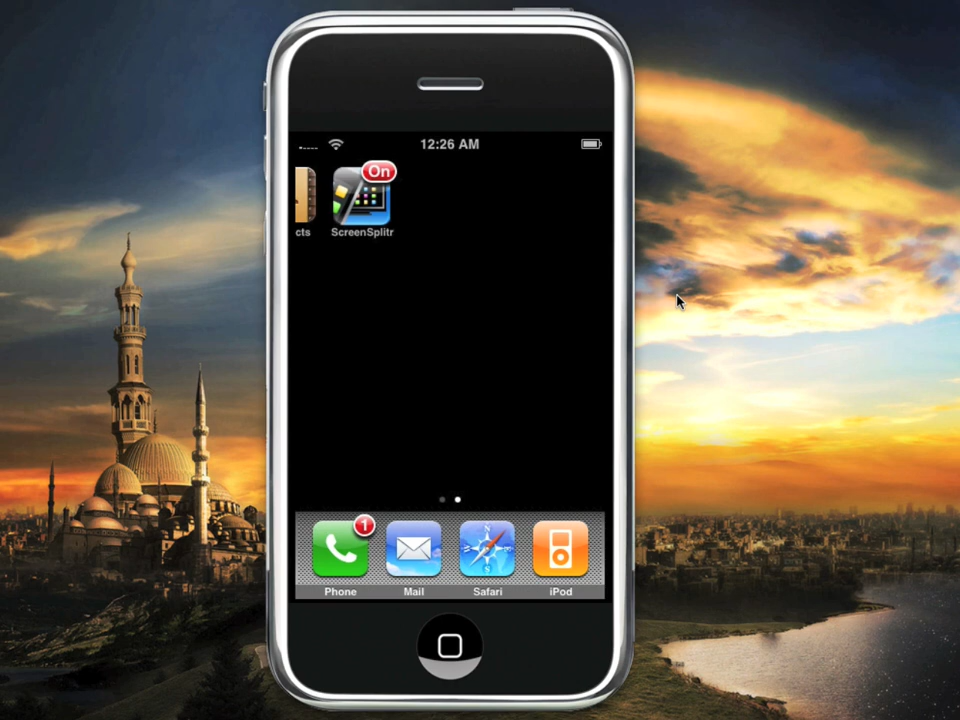 12:26 AM
On
cts
ScreenSplitr
1
Phone
Mail
Safari
iPod